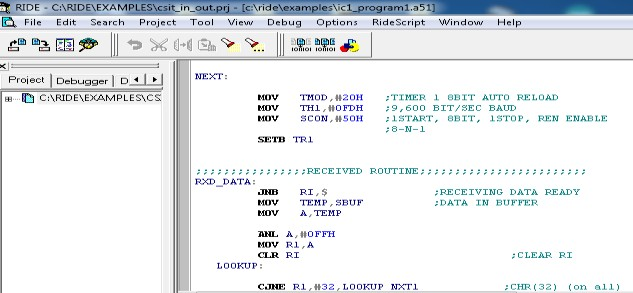 RIDE - C:\RIDE\EXAMPLES\csit_in_out.prj - [c:\ride\examples\ic1_program1.a51]
File Edit Search Project Tool View Debug Options RideScript Window Help
Project Debugger D
C:\RIDE\EXAMPLES\CS
NEXT:
MOV TMOD,#20H ;TIMER 1 8BIT AUTO RELOAD
MOV TH1,#0FDH ;9,600 BIT/SEC BAUD
MOV SCON,#50H ;1START, 8BIT, 1STOP, REN ENABLE
;8-N-1
SETB TR1
;;;;;;;;;;;;;;;;RECEIVED ROUTINE;;;;;;;;;;;;;;;;;;;;;;;;
RXD_DATA:
JNB RI,$ ;RECEIVING DATA READY
MOV TEMP,SBUF ;DATA IN BUFFER
MOV A,TEMP
ANL A,#0FFH
MOV R1,A
CLR RI ;CLEAR RI
LOOKUP:
CJNE R1,#32,LOOKUP_NXT1 ;CHR(32) (on all)